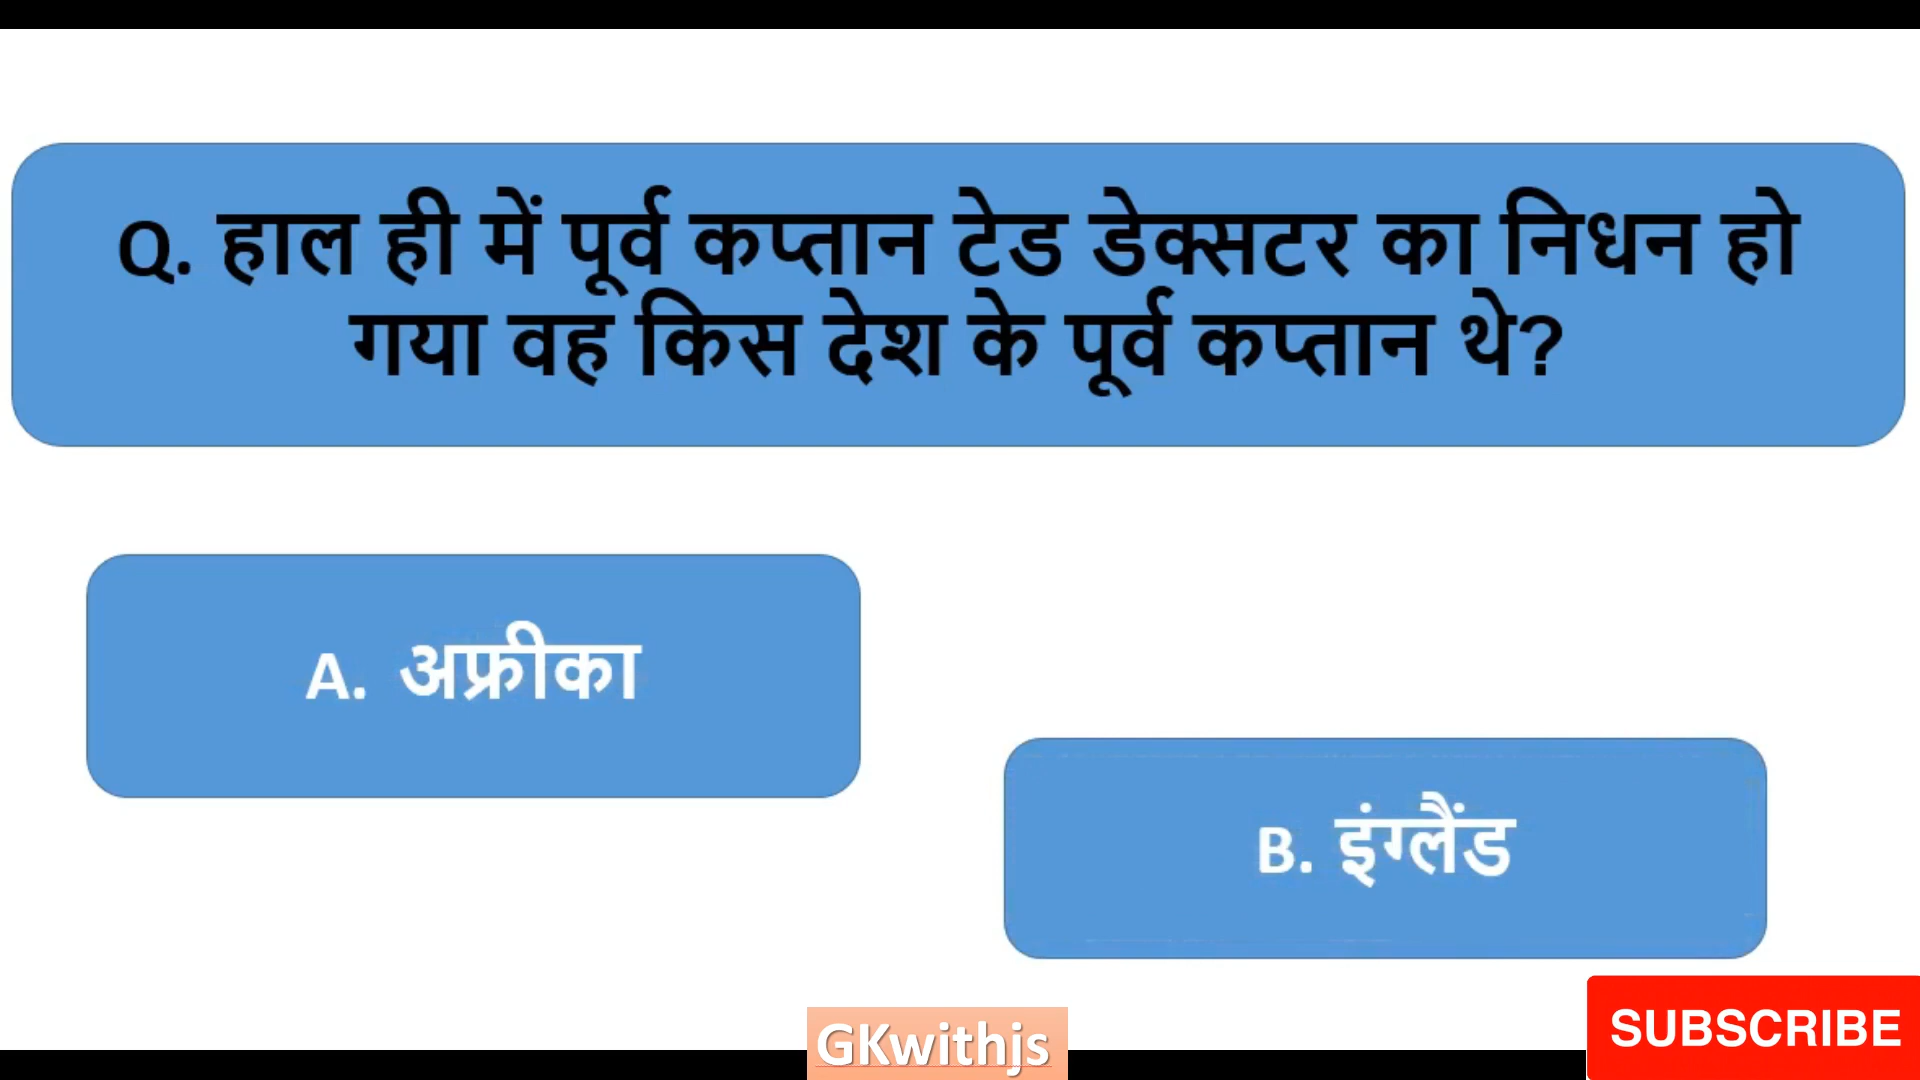 Q. हाल ही में पूर्व कप्तान टेड डेक्सटर का निधन हो
गया वह किस देश के पूर्व कप्तान थे?
A. अफ्रीका
B. इंग्लैंड
GKwithjs
SUBSCRIBE